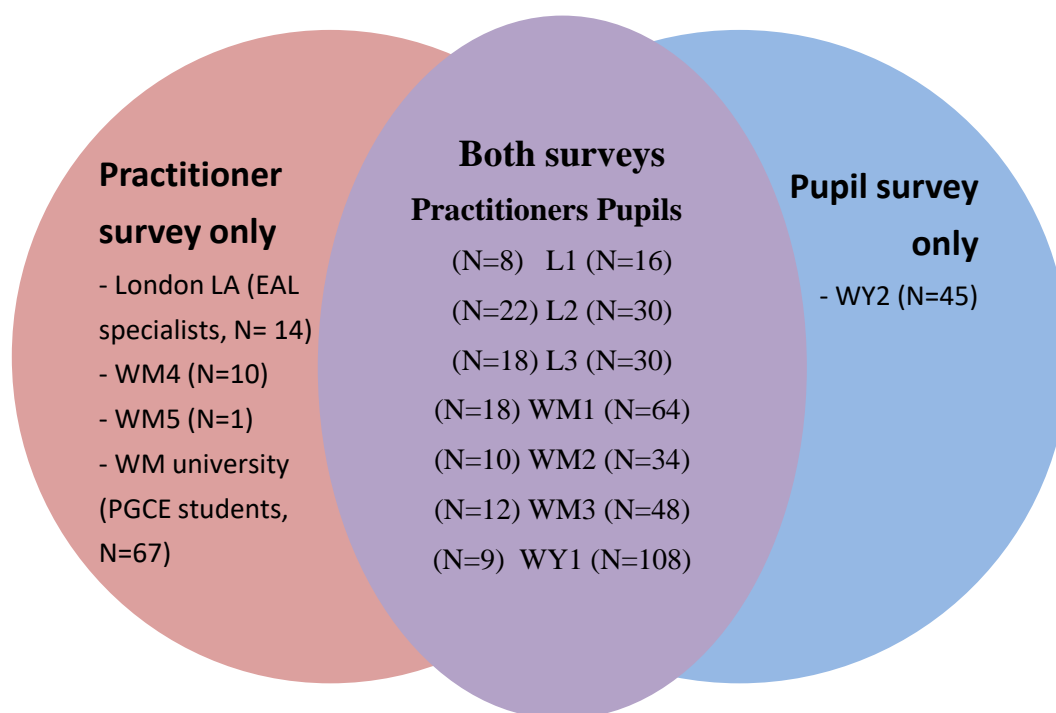 Practitioner
survey only
- London LA (EAL
specialists, N= 14)
- WM4 (N=10)
- WM5 (N=1)
- WM university
(PGCE students,
N=67)
Both surveys
Practitioners Pupils
(N=8) L1 (N=16)
(N=22) L2 (N=30)
(N=18) L3 (N=30)
(N=18) WM1 (N=64)
(N=10) WM2 (N=34)
(N=12) WM3 (N=48)
(N=9) WY1 (N=108)
Pupil survey
only
- WY2 (N=45)